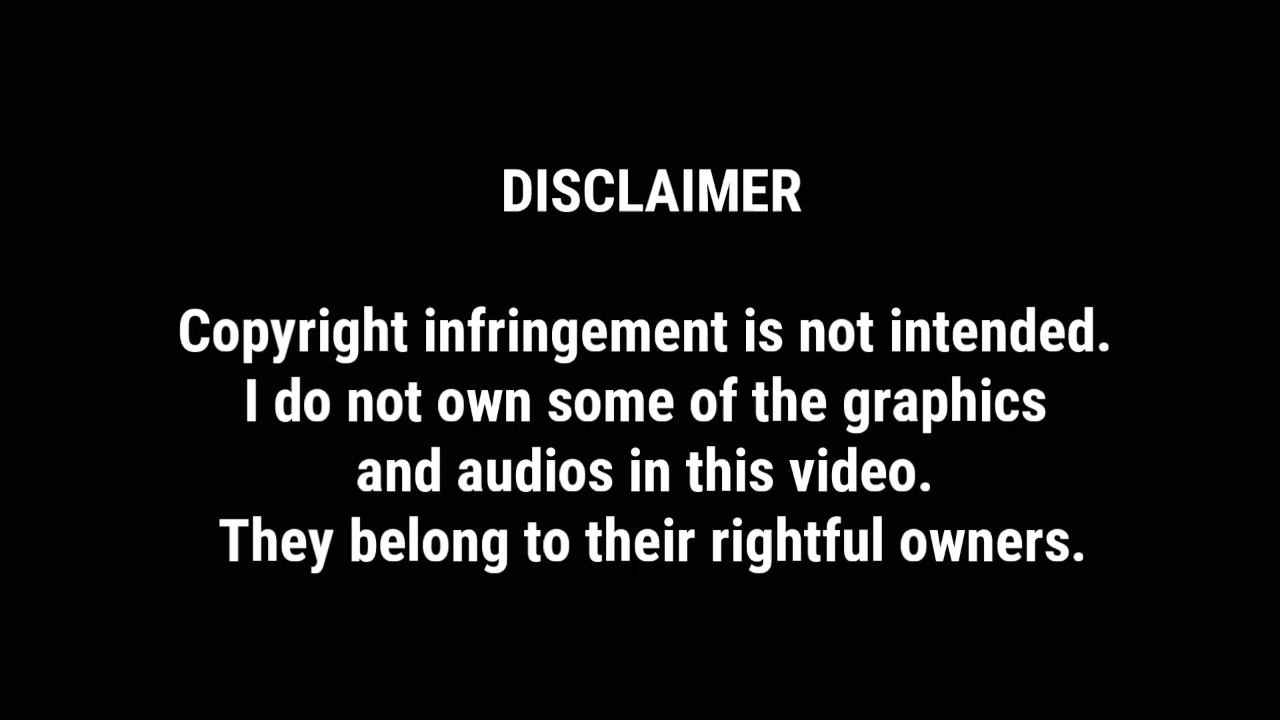 DISCLAIMER
Copyright infringement is not intended.
I do not own some of the graphics
and audios in this video.
They belong to their rightful owners.